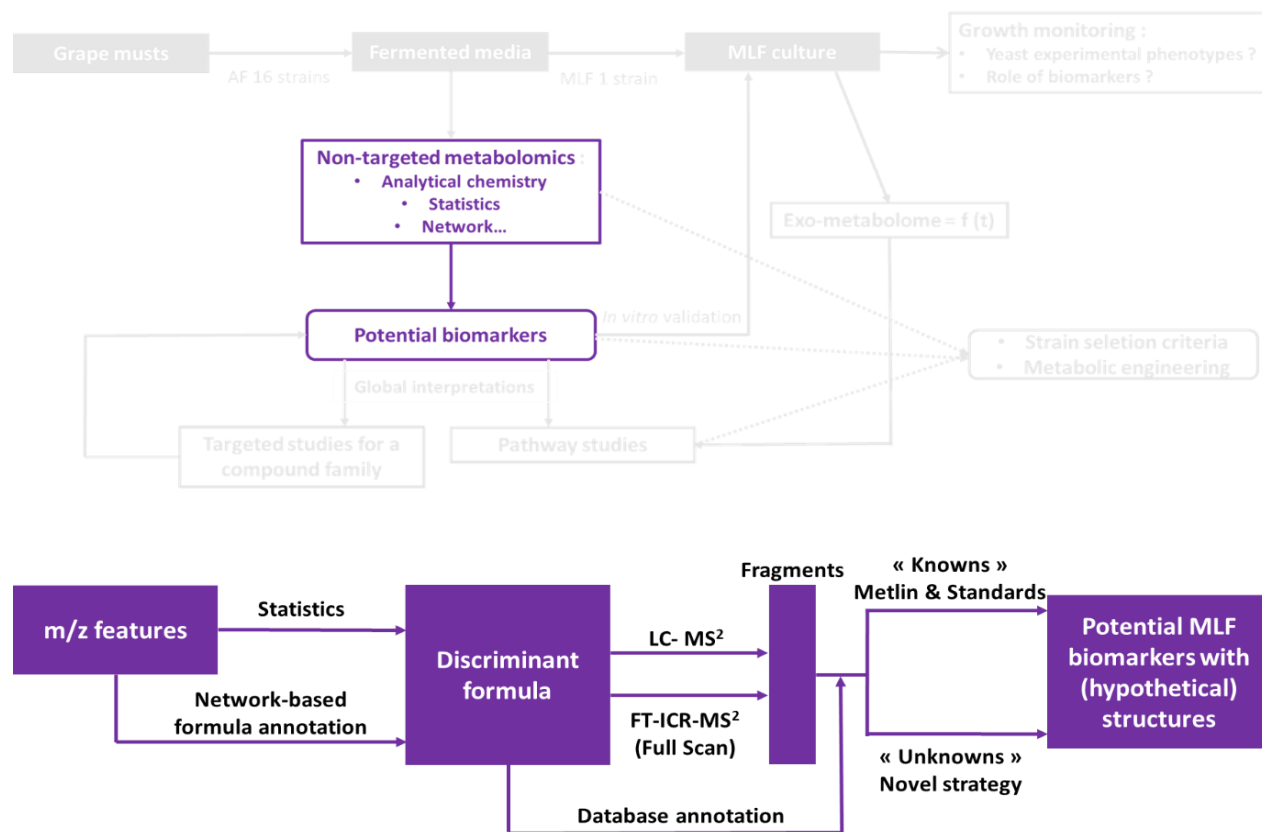 Grape musts
Fermented media
MLF culture
Growth monitoring :
• Yeast experimental phenotypes ?
• Role of biomarkers ?
AF 16 strains
MLF 1 strain
Non-targeted metabolomics :
• Analytical chemistry
• Statistics
• Network...
Exo-metabolome = f (t)
Potential biomarkers
In vitro validation
• Strain seletion criteria
• Metabolic engineering
Global interpretations
Targeted studies for a
compound family
Pathway studies
m/z features
Statistics
Network-based
formula annotation
Discriminant
formula
LC- MS²
FT-ICR-MS²
(Full Scan)
Database annotation
Fragments
« Knowns »
Metlin & Standards
« Unknowns »
Novel strategy
Potential MLF
biomarkers with
(hypothetical)
structures